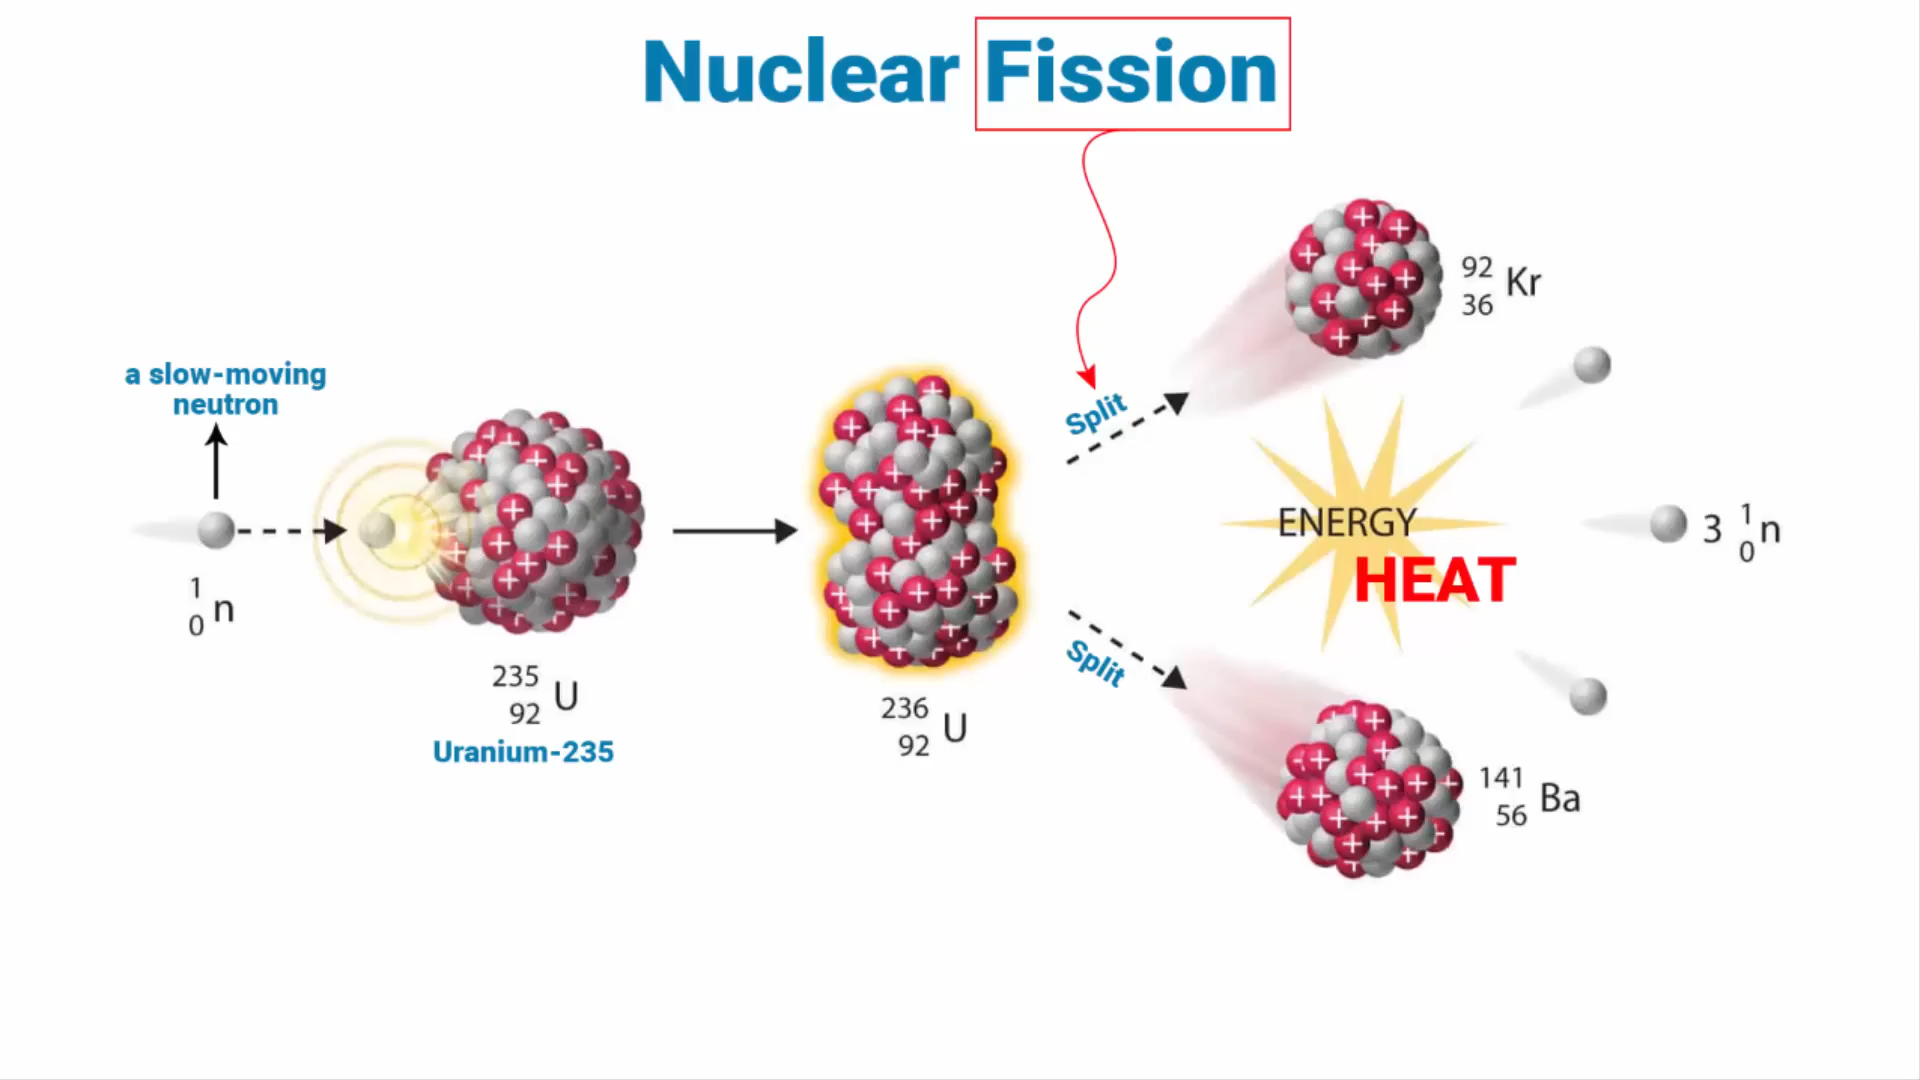 Nuclear Fission
a slow-moving
neutron
1
0 n
235
92 U
Uranium-235
236
92 U
Split
Split
92
36 Kr
ENERGY
HEAT
3 1
0 n
141
56 Ba